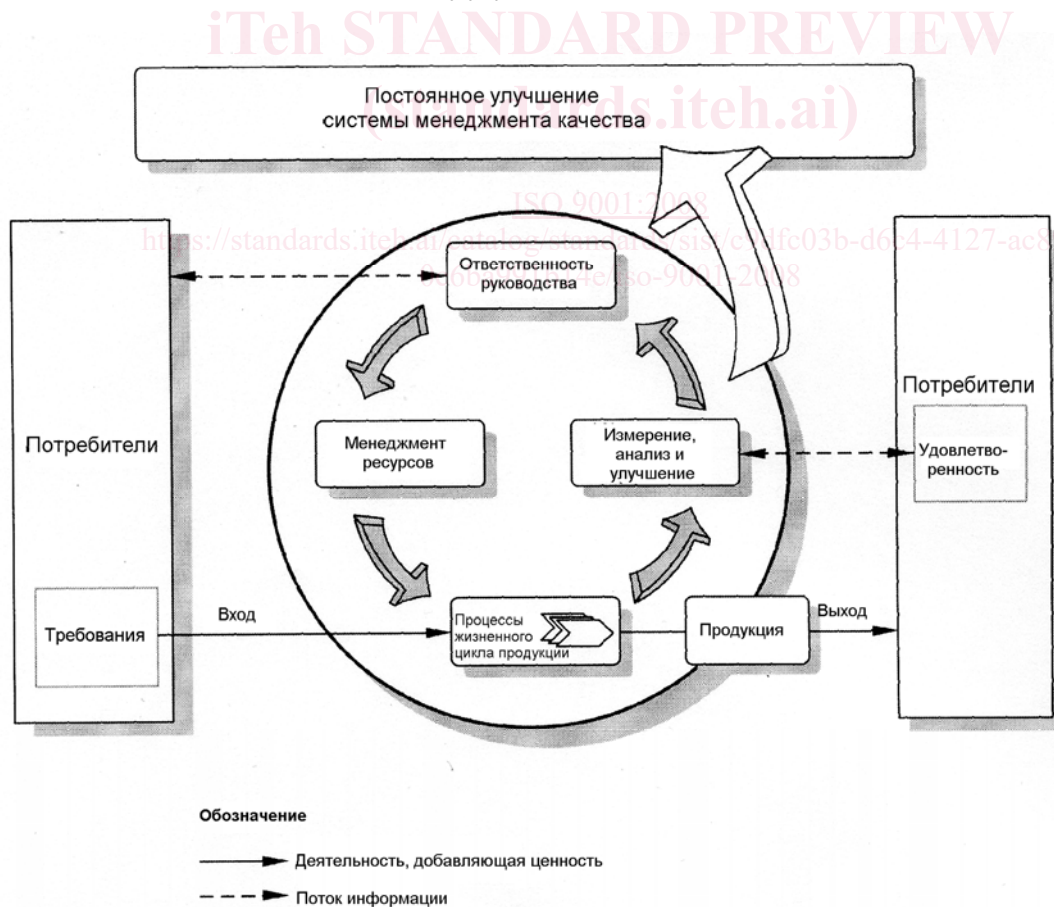 iTeh STANDARD PREVIEW
(standards.iteh.ai)
Постоянное улучшение
системы менеджмента качества
ISO 9001:2008
Ответственность
руководства
Потребители
Требования
Вход
Менеджмент
ресурсов
Измерение,
анализ и
улучшение
Процессы
жизненного
цикла продукции
Продукция
Выход
Потребители
Удовлетво-
ренность
Обозначение
Деятельность, добавляющая ценность
Поток информации